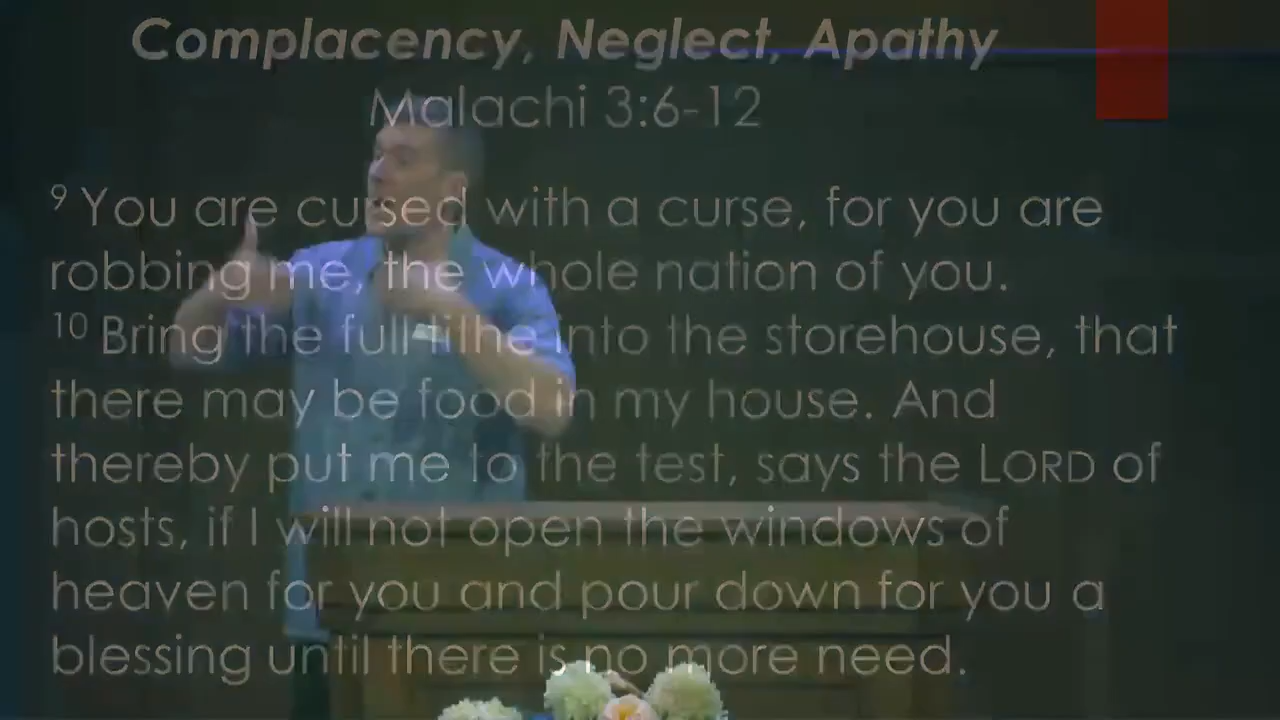 Complacency, Neglect, Apathy
Malachi 3:6-12
9 You are cursed with a curse, for you are
robbing me, the whole nation of you.
10 Bring the full tithe into the storehouse, that
there may be food in my house. And
thereby put me to the test, says the LORD of
hosts, if I will not open the windows of
heaven for you and pour down for you a
blessing until there is no more need.